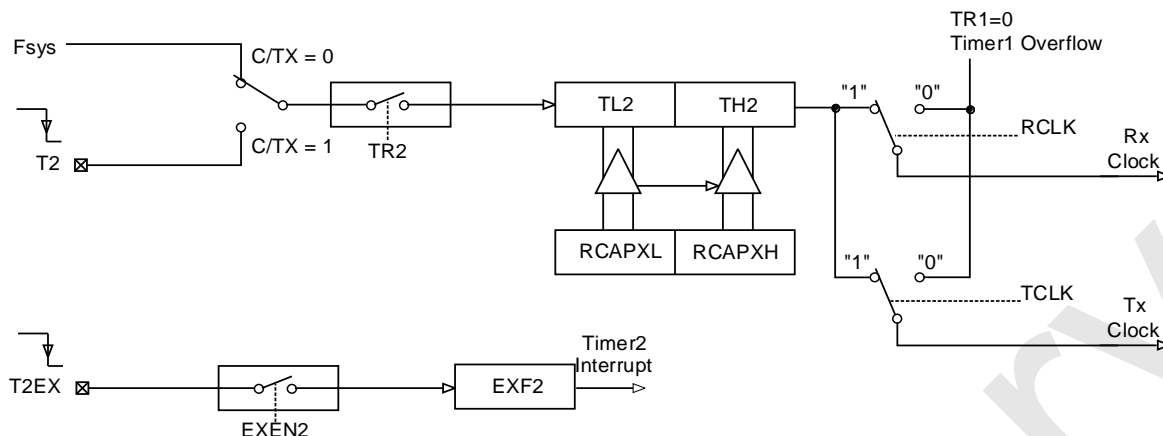 TR1=0
Timer1 Overflow
Fsys
C/TX = 0
TL2
TH2
"1"
"0"
RCLK
Rx
Clock
T2
C/TX = 1
TR2
RCAPXL
RCAPXH
"1"
"0"
TCLK
Tx
Clock
Timer2
Interrupt
T2EX
EXF2
EXEN2